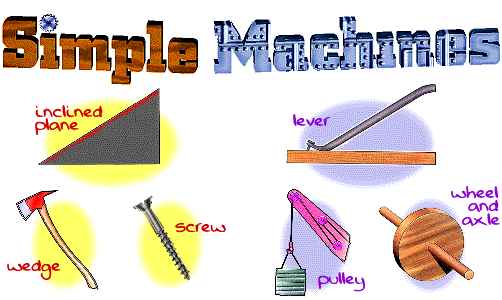 Simple Machines
inclined
plane
lever
wedge
screw
pulley
wheel
and
axle